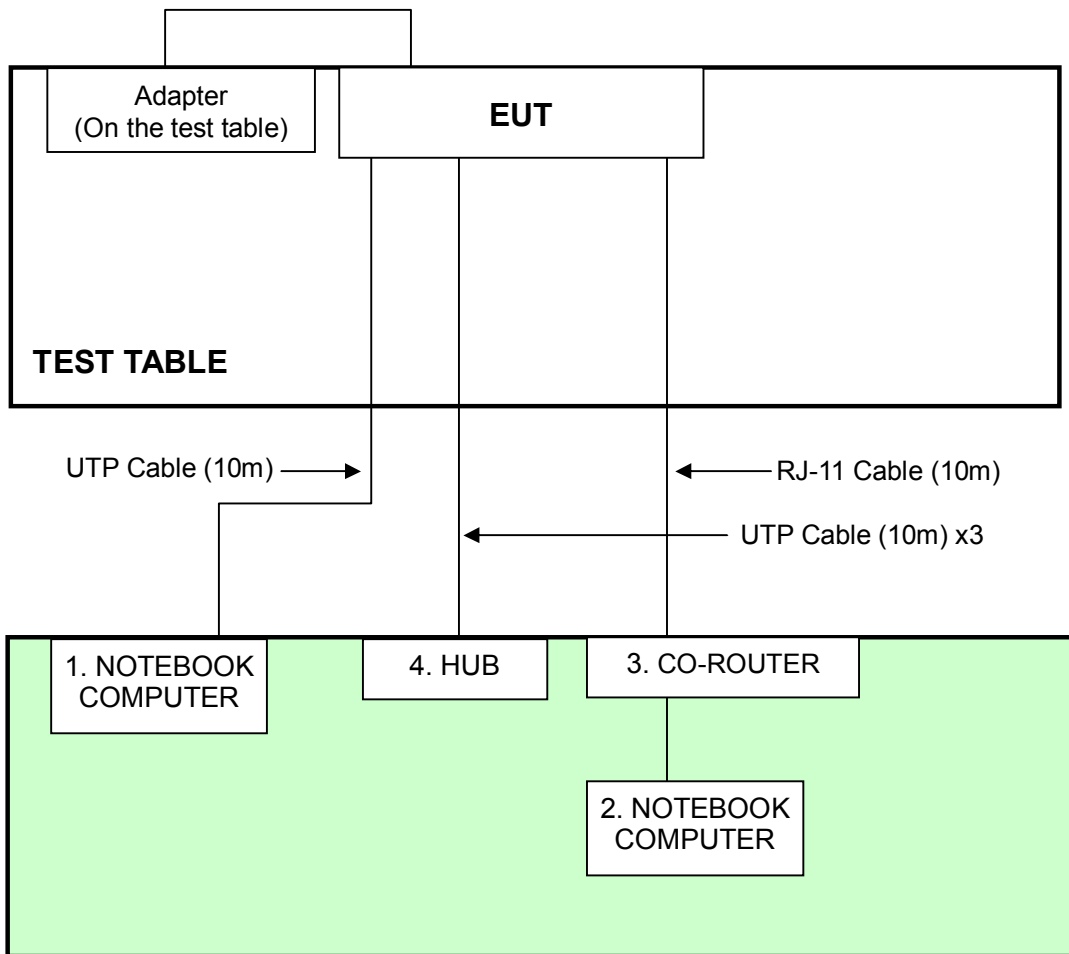 Adapter
(On the test table)
EUT
TEST TABLE
UTP Cable (10m)
RJ-11 Cable (10m)
UTP Cable (10m) x3
1. NOTEBOOK
COMPUTER
4. HUB
3. CO-ROUTER
2. NOTEBOOK
COMPUTER